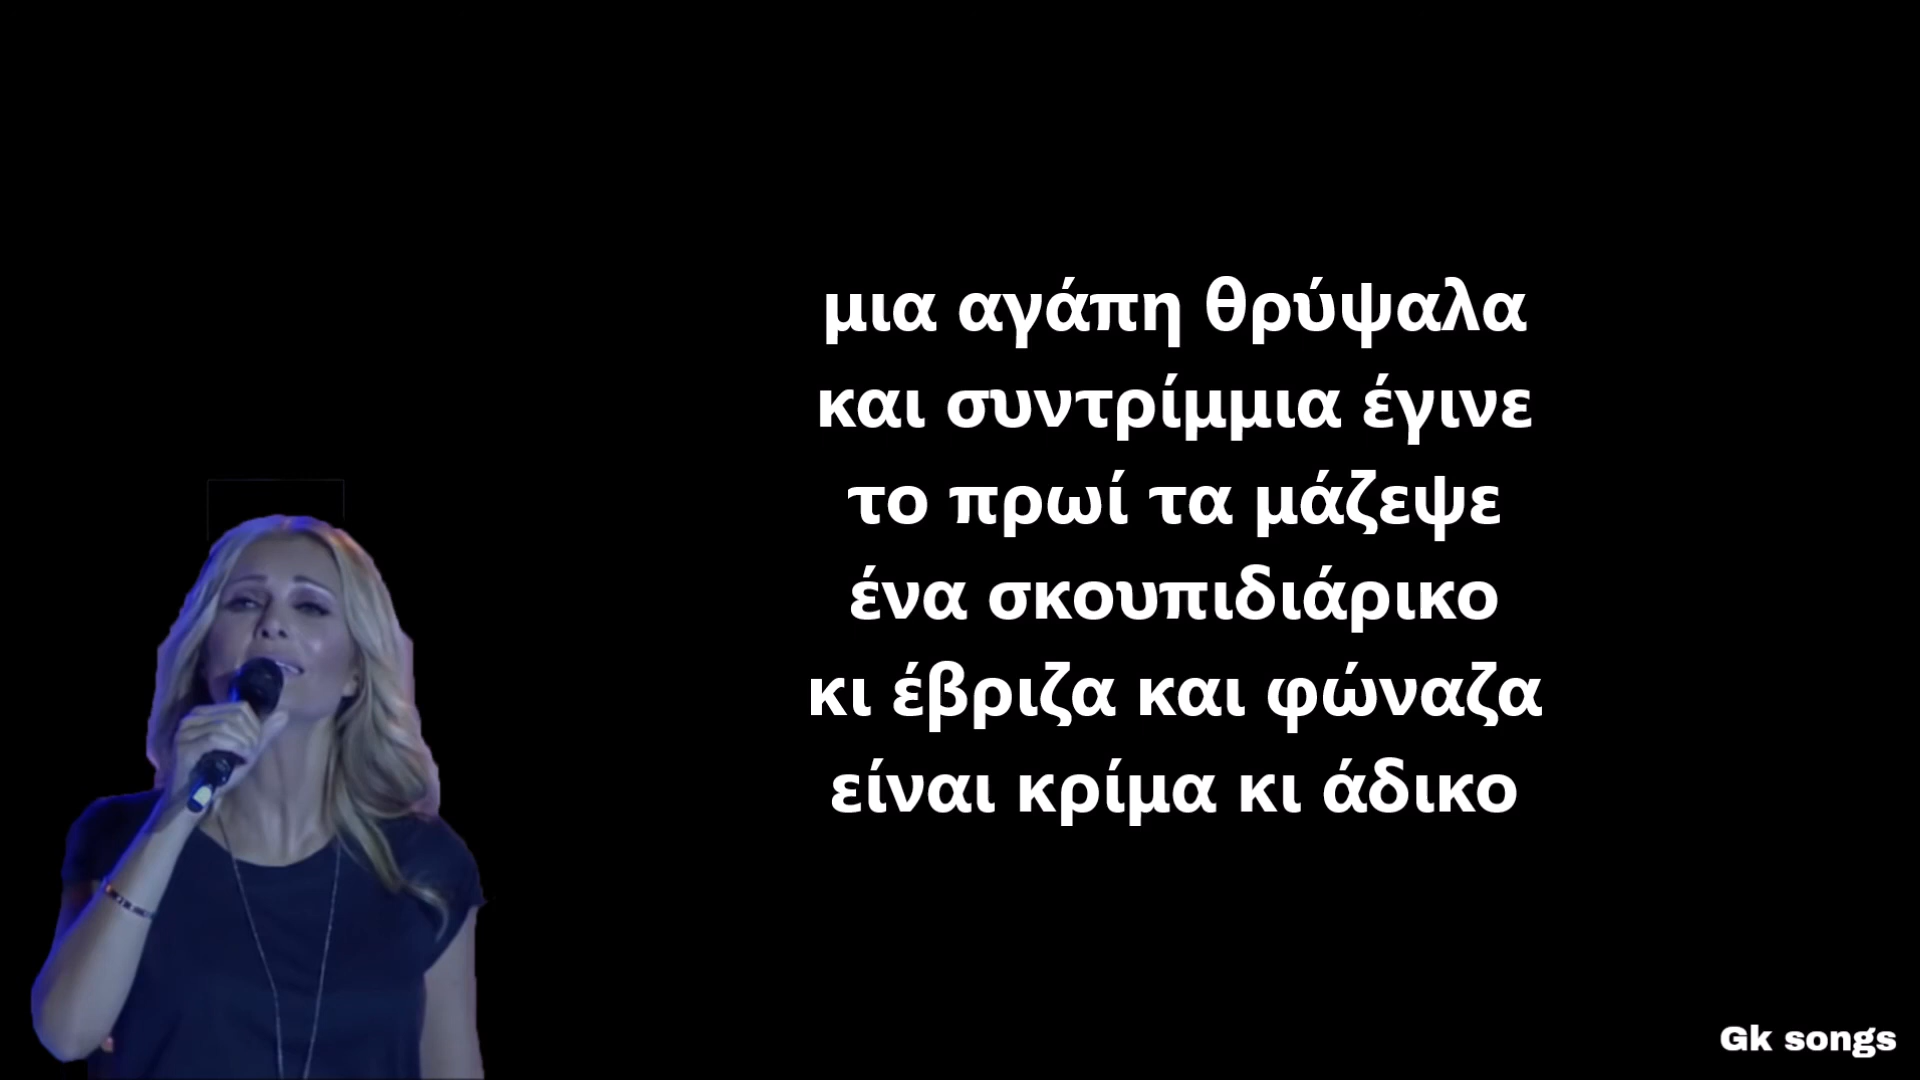 μια αγάπη θρύψαλα
και συντρίμμια έγινε
το πρωί τα μάζεψε
ένα σκουπιδιάρικο
κι έβριζα και φώναζα
είναι κρίμα κι άδικο
Gk songs